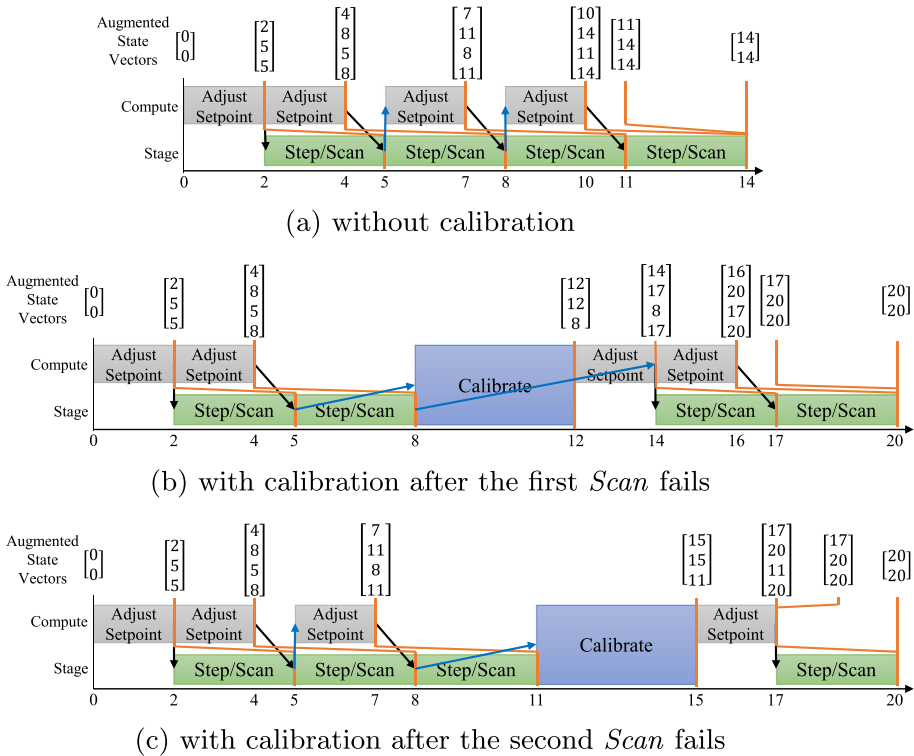 Augmented
State
Vectors
[0 0]
[2 5 5]
[4 8 5 8]
[7 11 8 11]
[10 14 11 14]
[11 14 14]
[14 14]
Compute
Adjust Setpoint
Adjust Setpoint
Adjust Setpoint
Adjust Setpoint
Stage
Step/Scan
Step/Scan
Step/Scan
Step/Scan
0 2 4 5 7 8 10 11 14
(a) without calibration
Augmented
State
Vectors
[0 0]
[2 5 5]
[4 8 5 8]
[12 12 8]
[14 17 8 17]
[16 20 17 20]
[17 20 20]
[20 20]
Compute
Adjust Setpoint
Adjust Setpoint
Calibrate
Adjust Setpoint
Adjust Setpoint
Stage
Step/Scan
Step/Scan
Step/Scan
Step/Scan
0 2 4 5 8 12 14 16 17 20
(b) with calibration after the first Scan fails
Augmented
State
Vectors
[0 0]
[2 5 5]
[4 8 5 8]
[7 11 8 11]
[15 15 11]
[17 20 11 20]
[17 20 20]
[20 20]
Compute
Adjust Setpoint
Adjust Setpoint
Adjust Setpoint
Calibrate
Adjust Setpoint
Stage
Step/Scan
Step/Scan
Step/Scan
Step/Scan
0 2 4 5 7 8 11 15 17 20
(c) with calibration after the second Scan fails